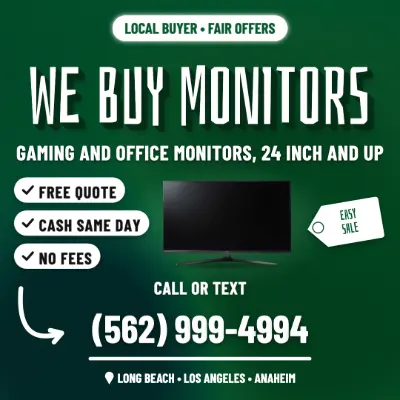 LOCAL BUYER • FAIR OFFERS
WE BUY MONITORS
GAMING AND OFFICE MONITORS, 24 INCH AND UP
FREE QUOTE
CASH SAME DAY
NO FEES
EASY
SALE
CALL OR TEXT
(562) 999-4994
LONG BEACH • LOS ANGELES • ANAHEIM